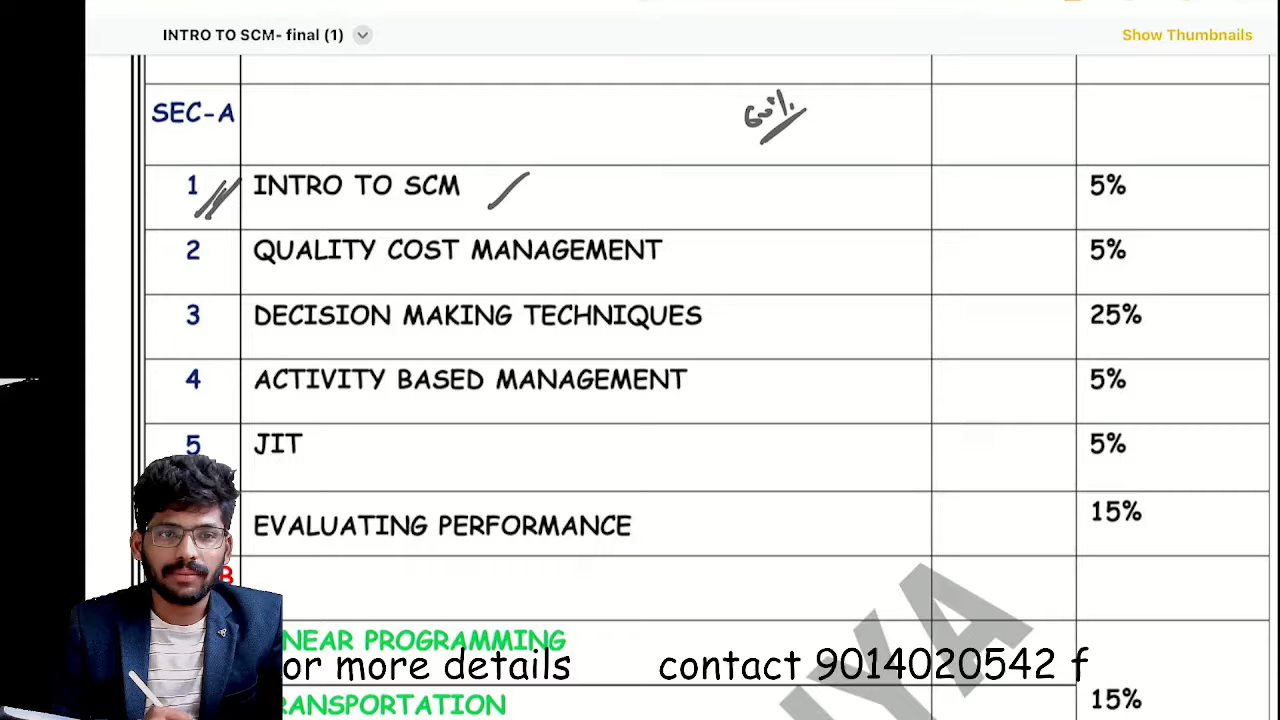 INTRO TO SCM- final (1)
Show Thumbnails
SEC-A
60%
1 INTRO TO SCM 5%
2 QUALITY COST MANAGEMENT 5%
3 DECISION MAKING TECHNIQUES 25%
4 ACTIVITY BASED MANAGEMENT 5%
5 JIT 5%
EVALUATING PERFORMANCE 15%
B
NEAR PROGRAMMING
or more details contact 9014020542 f
RANSPORTATION 15%
YA